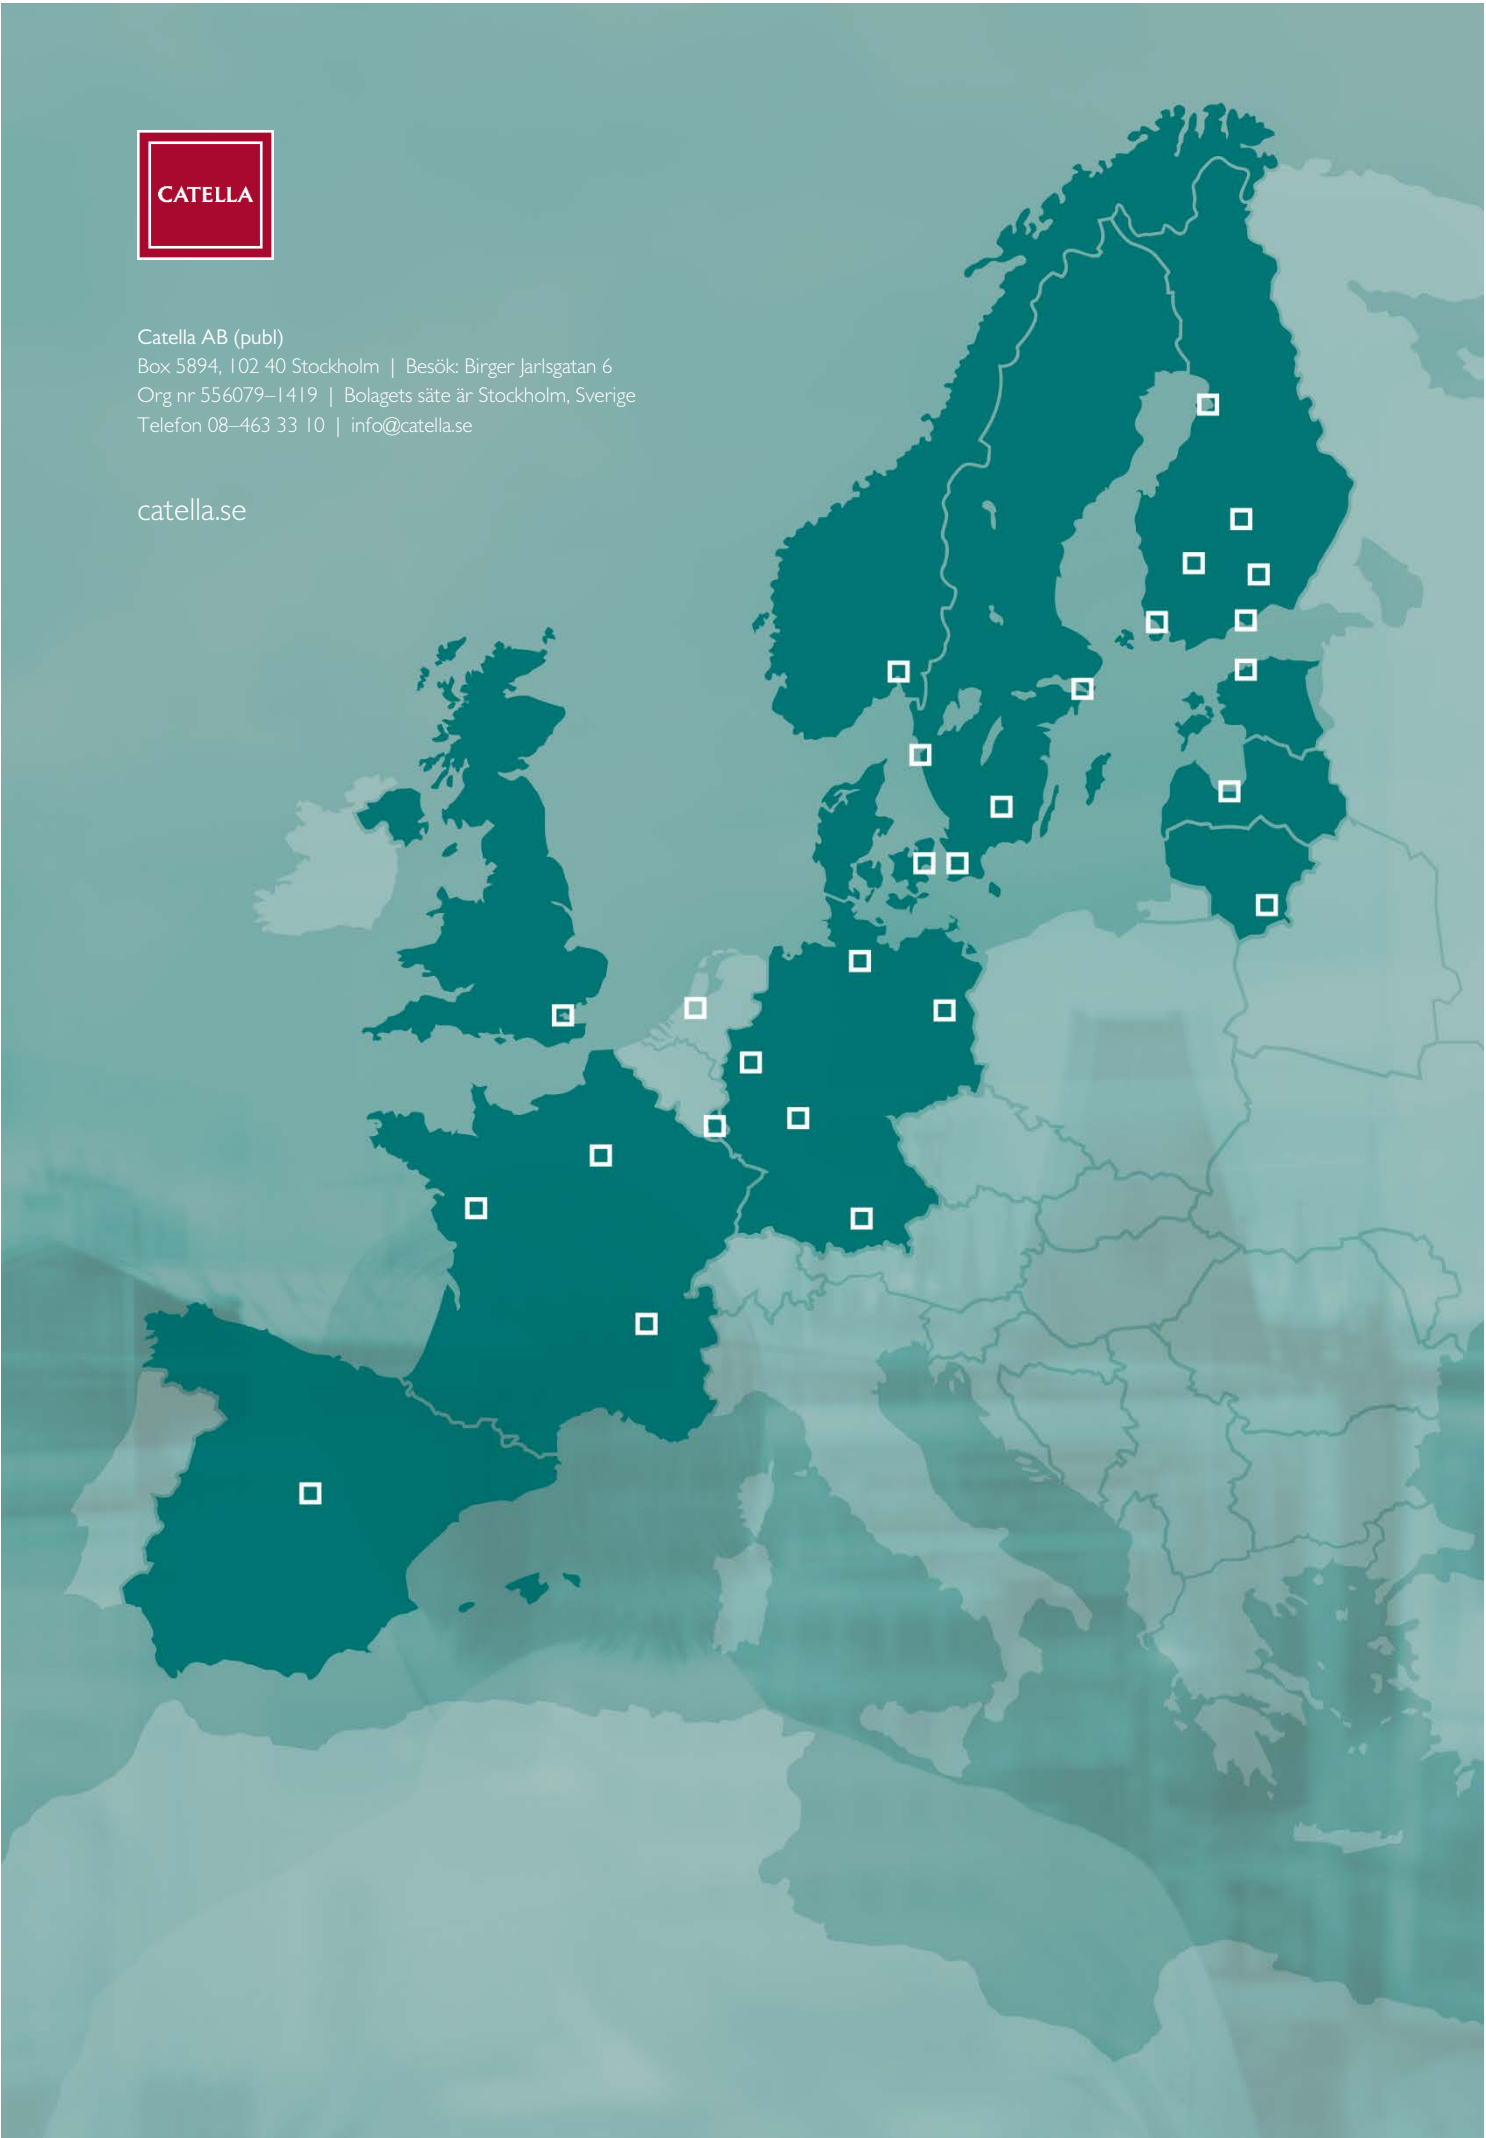 CATELLA
Catella AB (publ)
Box 5894, 102 40 Stockholm | Besök: Birger Jarlsgatan 6
Org nr 556079–1419 | Bolagets säte är Stockholm, Sverige
Telefon 08–463 33 10 | info@catella.se
catella.se